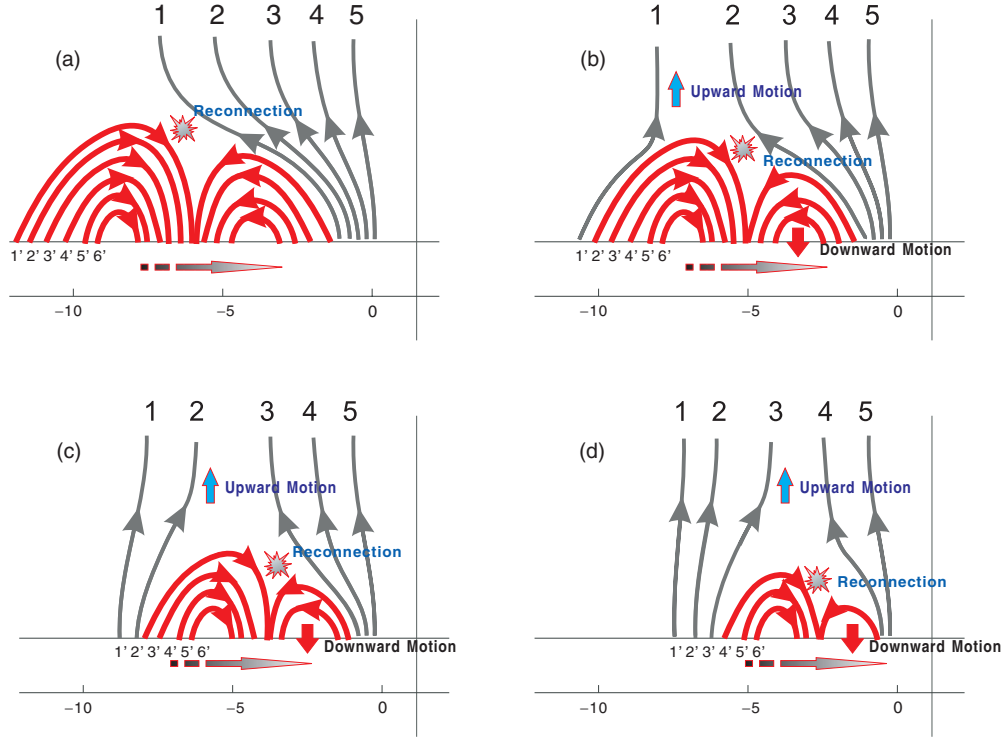 1 2 3 4 5
(a)
Reconnection
1' 2' 3' 4' 5' 6'
−10 −5 0
1 2 3 4 5
(b)
Upward Motion
Reconnection
Downward Motion
1' 2' 3' 4' 5' 6'
−10 −5 0
1 2 3 4 5
(c)
Upward Motion
Reconnection
Downward Motion
1' 2' 3' 4' 5' 6'
−10 −5 0
1 2 3 4 5
(d)
Upward Motion
Reconnection
Downward Motion
1' 2' 3' 4' 5' 6'
−10 −5 0